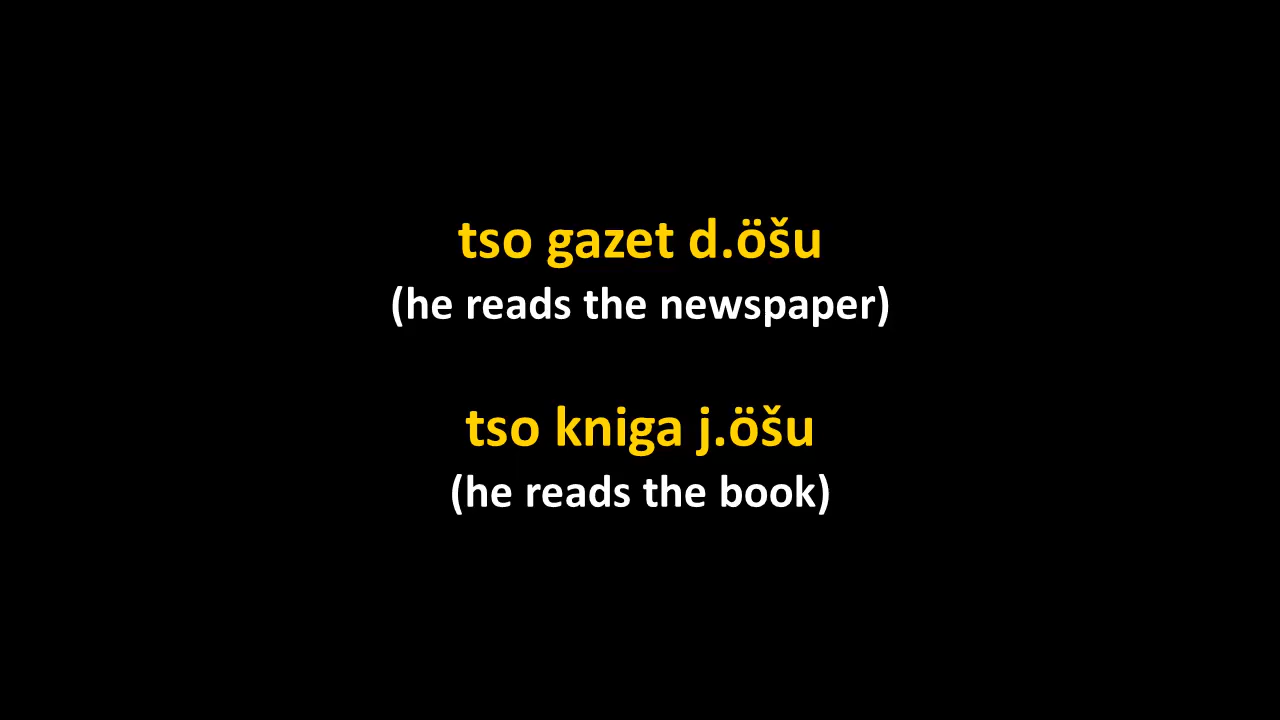 tso gazet d.öšu
(he reads the newspaper)
tso kniga j.öšu
(he reads the book)